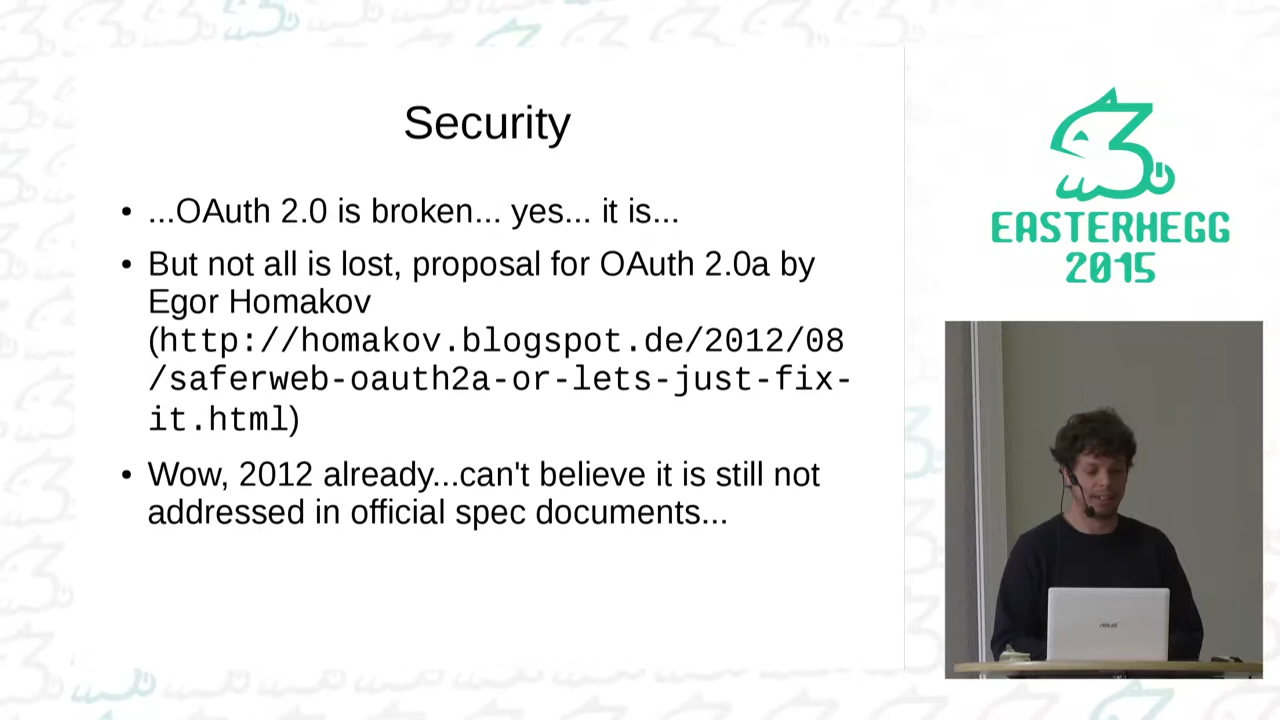 Security
• ...OAuth 2.0 is broken... yes... it is...
• But not all is lost, proposal for OAuth 2.0a by
Egor Homakov
(http://homakov.blogspot.de/2012/08
/saferweb-oauth2a-or-lets-just-fix-
it.html)
• Wow, 2012 already...can't believe it is still not
addressed in official spec documents...
EASTERHEGG
2015
ASUS